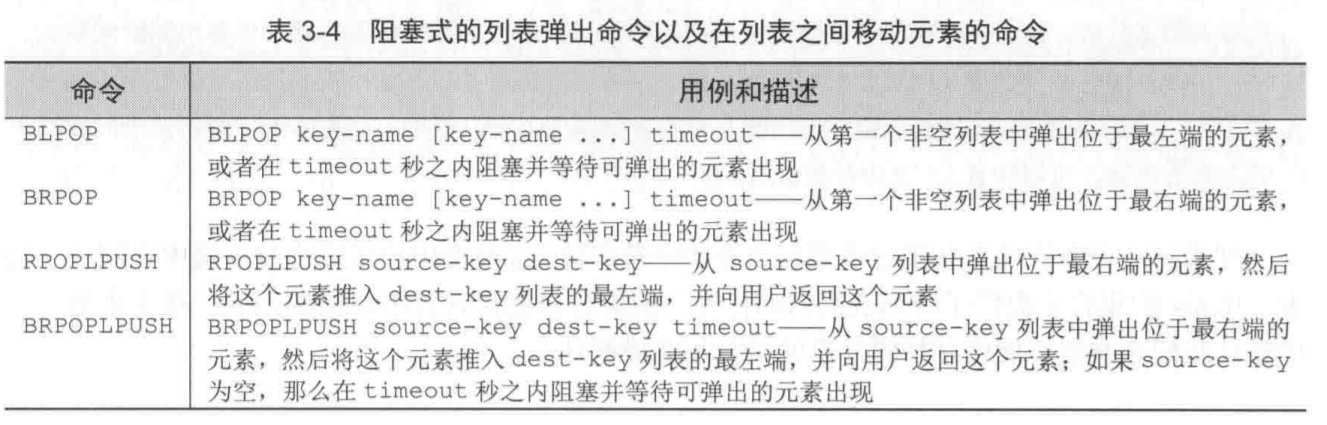 表 3-4 阻塞式的列表弹出命令以及在列表之间移动元素的命令
命令 用例和描述
BLPOP BLPOP key-name [key-name ...] timeout——从第一个非空列表中弹出位于最左端的元素，
或者在 timeout 秒之内阻塞并等待可弹出的元素出现
BRPOP BRPOP key-name [key-name ...] timeout——从第一个非空列表中弹出位于最右端的元素，
或者在 timeout 秒之内阻塞并等待可弹出的元素出现
RPOPLPUSH RPOPLPUSH source-key dest-key——从 source-key 列表中弹出位于最右端的元素，然后
将这个元素推入 dest-key 列表的最左端，并向用户返回这个元素
BRPOPLPUSH BRPOPLPUSH source-key dest-key timeout——从 source-key 列表中弹出位于最右端的
元素，然后将这个元素推入 dest-key 列表的最左端，并向用户返回这个元素；如果 source-key
为空，那么在 timeout 秒之内阻塞并等待可弹出的元素出现